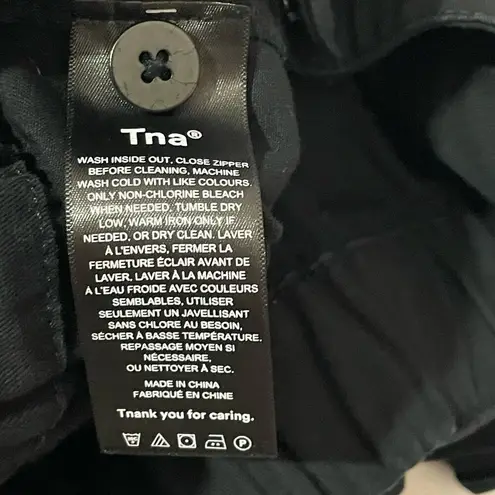 Tna®
WASH INSIDE OUT, CLOSE ZIPPER
BEFORE CLEANING, MACHINE
WASH COLD WITH LIKE COLOURS.
ONLY NON-CHLORINE BLEACH
WHEN NEEDED, TUMBLE DRY
LOW, WARM IRON ONLY IF
NEEDED, OR DRY CLEAN. LAVER
À L'ENVERS, FERMER LA
FERMETURE ÉCLAIR AVANT DE
LAVER, LAVER À LA MACHINE
À L'EAU FROIDE AVEC COULEURS
SEMBLABLES, UTILISER
SEULEMENT UN JAVELLISANT
SANS CHLORE AU BESOIN,
SÉCHER À BASSE TEMPÉRATURE.
REPASSAGE MOYEN SI
NÉCESSAIRE,
OU NETTOYER À SEC.
MADE IN CHINA
FABRIQUÉ EN CHINE
Tnank you for caring.
P